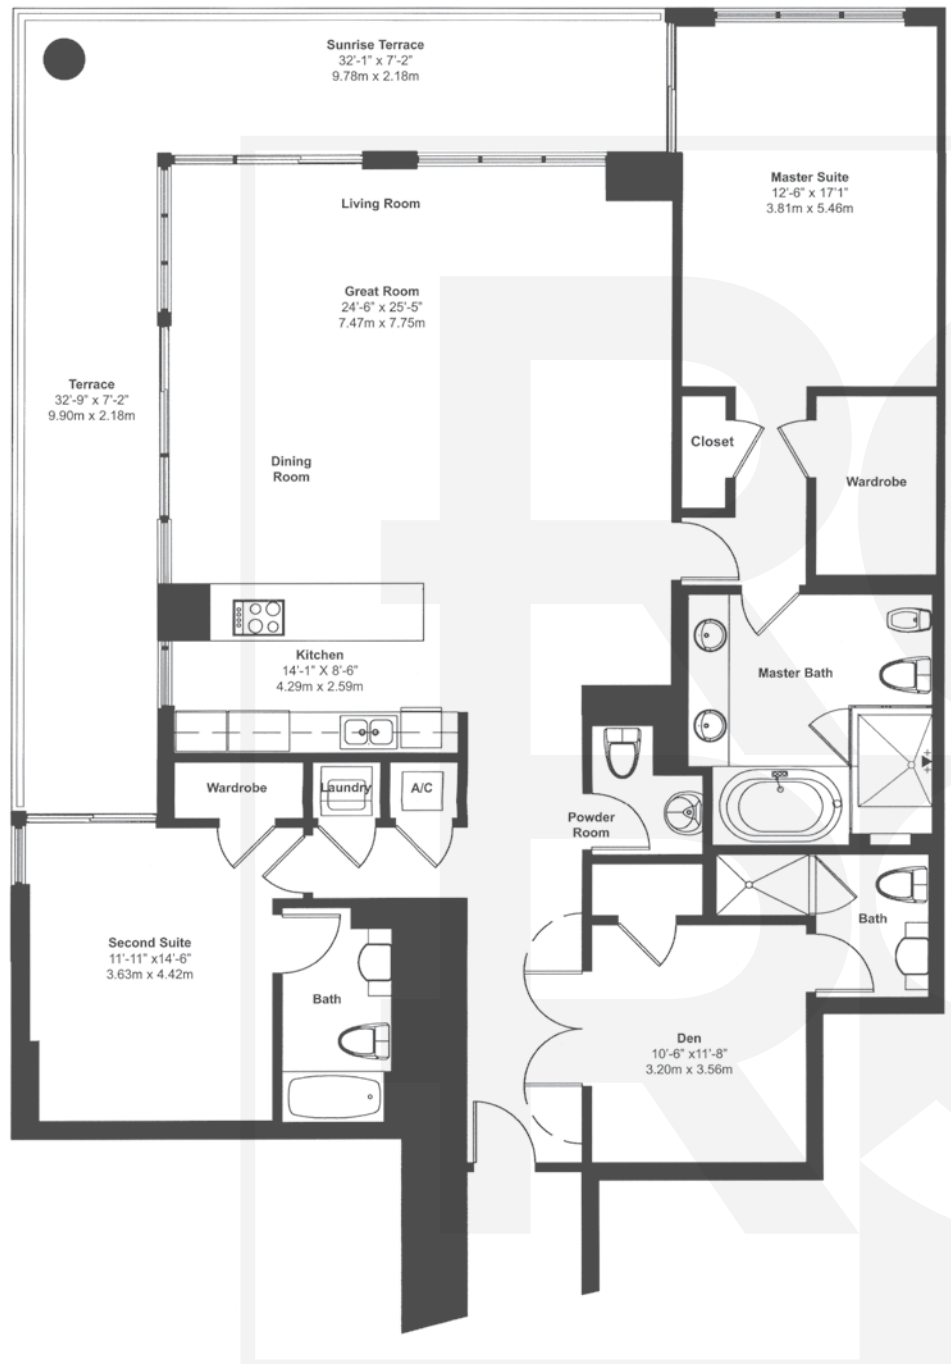 Sunrise Terrace
32'-1" x 7'-2"
9.78m x 2.18m
Master Suite
12'-6" x 17'1"
3.81m x 5.46m
Living Room
Great Room
24'-6" x 25'-5"
7.47m x 7.75m
Terrace
32'-9" x 7'-2"
9.90m x 2.18m
Closet
Dining
Room
Wardrobe
Kitchen
14'-1" X 8'-6"
4.29m x 2.59m
Master Bath
Wardrobe
Laundry
A/C
Powder
Room
Second Suite
11'-11" x14'-6"
3.63m x 4.42m
Bath
Bath
Den
10'-6" x11'-8"
3.20m x 3.56m